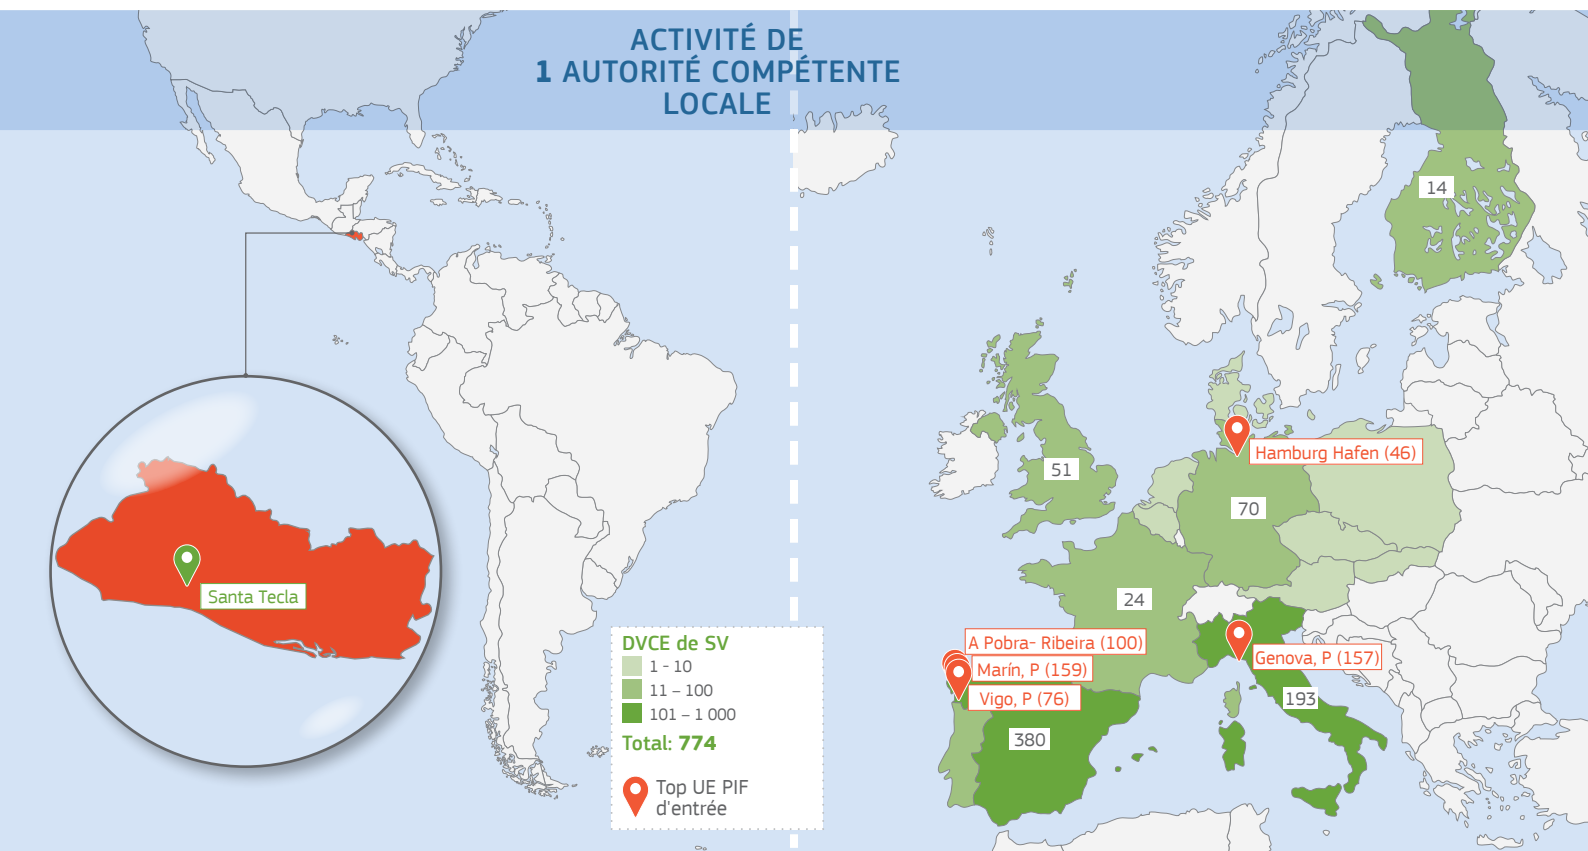 ACTIVITÉ DE
1 AUTORITÉ COMPÉTENTE
LOCALE
14
Hamburg Hafen (46)
51
70
24
Santa Tecla
A Pobra- Ribeira (100)
Marín, P (159)
Vigo, P (76)
Genova, P (157)
193
380
DVCE de SV
1 - 10
11 – 100
101 – 1 000
Total: 774
Top UE PIF
d'entrée